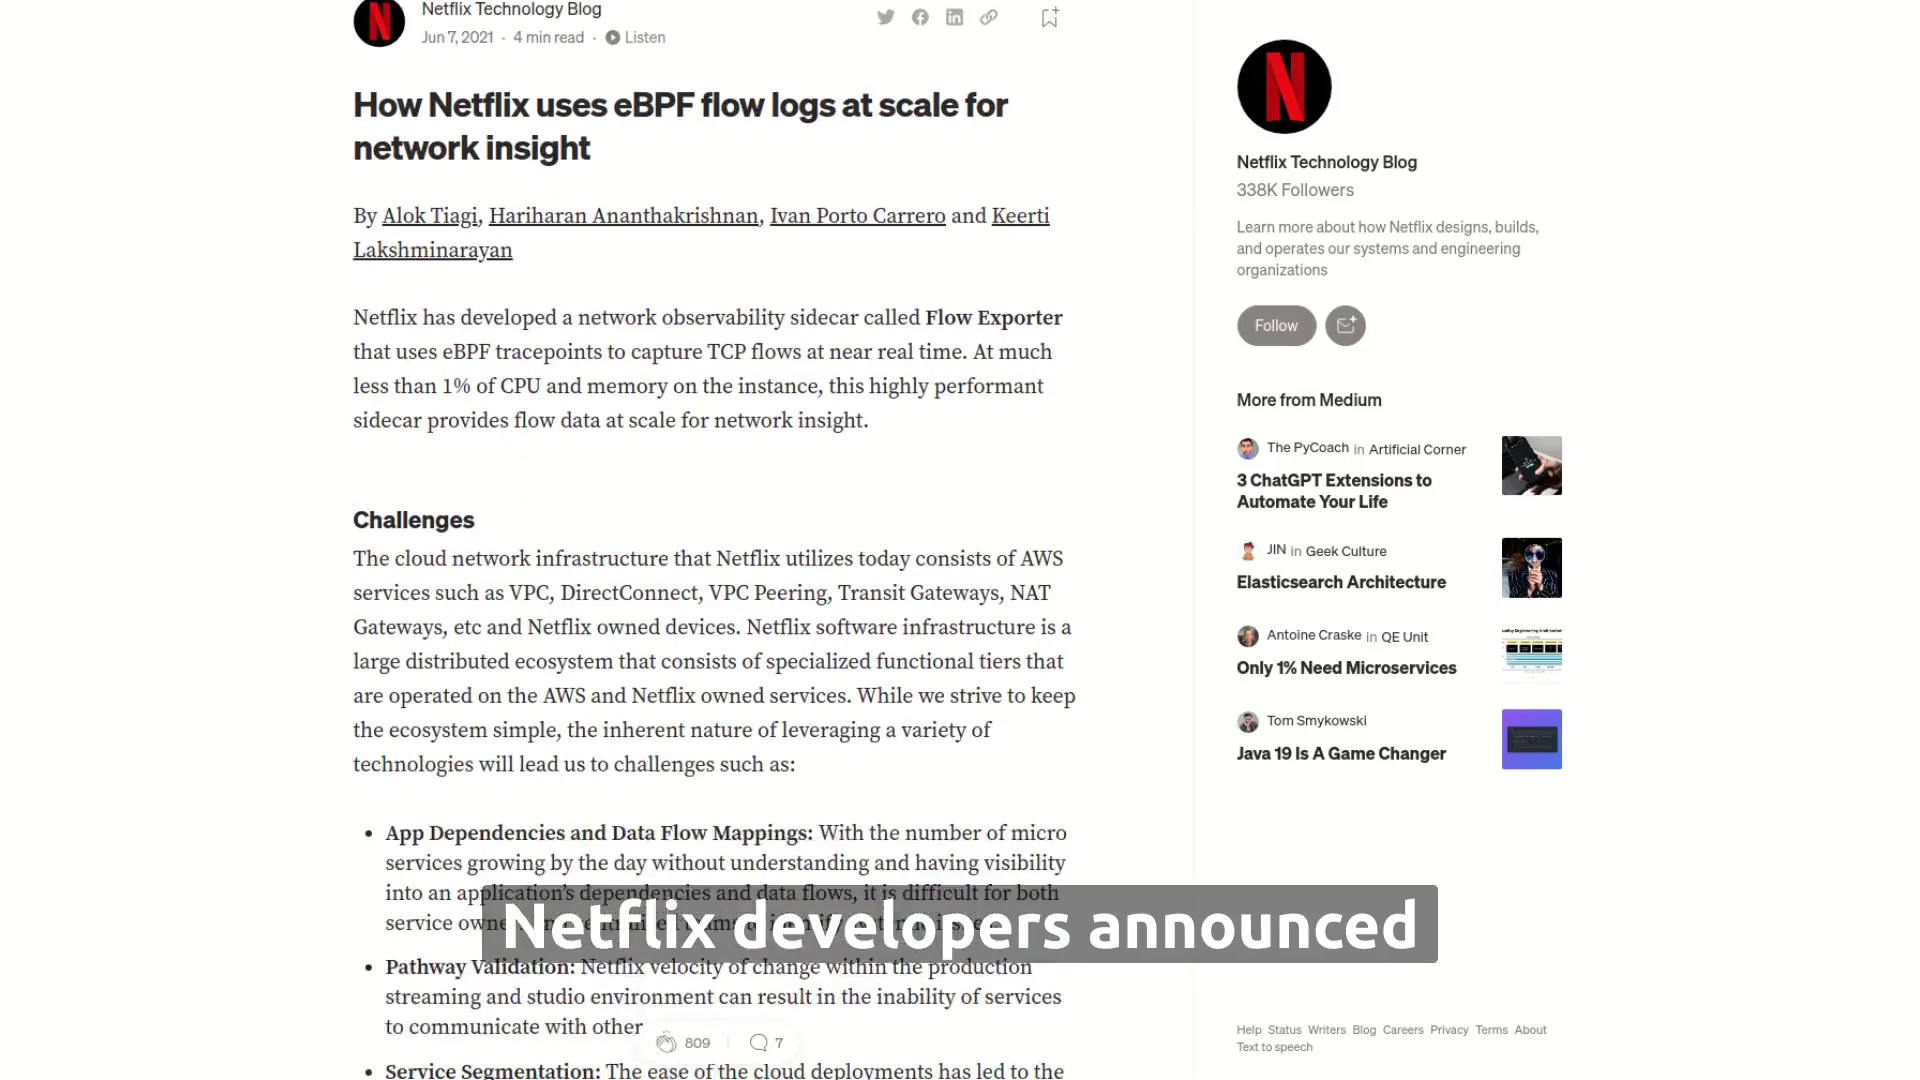 Netflix Technology Blog
Jun 7, 2021 · 4 min read · Listen
How Netflix uses eBPF flow logs at scale for
network insight
By Alok Tiagi, Hariharan Ananthakrishnan, Ivan Porto Carrero and Keerti
Lakshminarayan
Netflix has developed a network observability sidecar called Flow Exporter
that uses eBPF tracepoints to capture TCP flows at near real time. At much
less than 1% of CPU and memory on the instance, this highly performant
sidecar provides flow data at scale for network insight.
Challenges
The cloud network infrastructure that Netflix utilizes today consists of AWS
services such as VPC, DirectConnect, VPC Peering, Transit Gateways, NAT
Gateways, etc and Netflix owned devices. Netflix software infrastructure is a
large distributed ecosystem that consists of specialized functional tiers that
are operated on the AWS and Netflix owned services. While we strive to keep
the ecosystem simple, the inherent nature of leveraging a variety of
technologies will lead us to challenges such as:
• App Dependencies and Data Flow Mappings: With the number of micro
services growing by the day without understanding and having visibility
into an application's dependencies and data flows, it is difficult for both
service
Netflix developers announced
• Pathway Validation: Netflix velocity of change within the production
streaming and studio environment can result in the inability of services
to communicate with other
809 7
• Service Segmentation: The ease of the cloud deployments has led to the
Netflix Technology Blog
338K Followers
Learn more about how Netflix designs, builds,
and operates our systems and engineering
organizations
Follow
More from Medium
The PyCoach in Artificial Corner
3 ChatGPT Extensions to
Automate Your Life
JIN in Geek Culture
Elasticsearch Architecture
Antoine Craske in QE Unit
Only 1% Need Microservices
Tom Smykowski
Java 19 Is A Game Changer
Help Status Writers Blog Careers Privacy Terms About
Text to speech